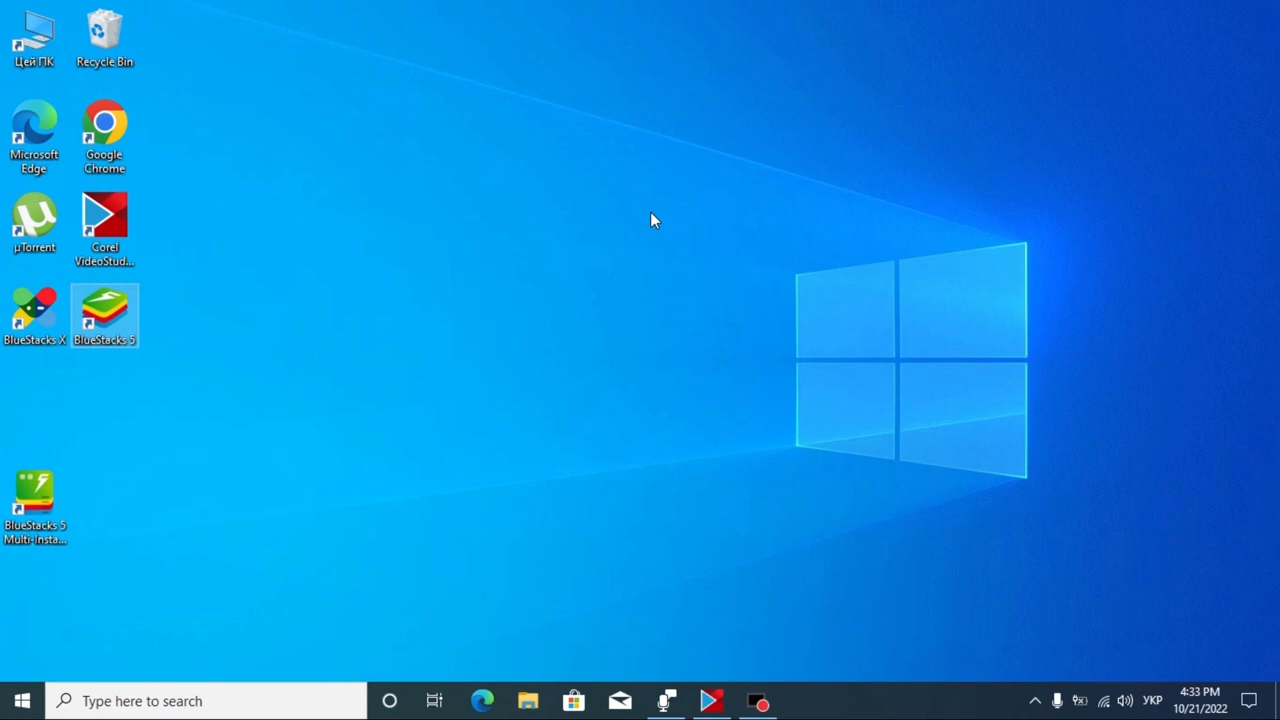 Цей ПК
Recycle Bin
Microsoft
Edge
Google
Chrome
µTorrent
Corel
VideoStud...
BlueStacks X
BlueStacks 5
BlueStacks 5
Multi-Insta...
Type here to search
УКР
4:33 PM
10/21/2022